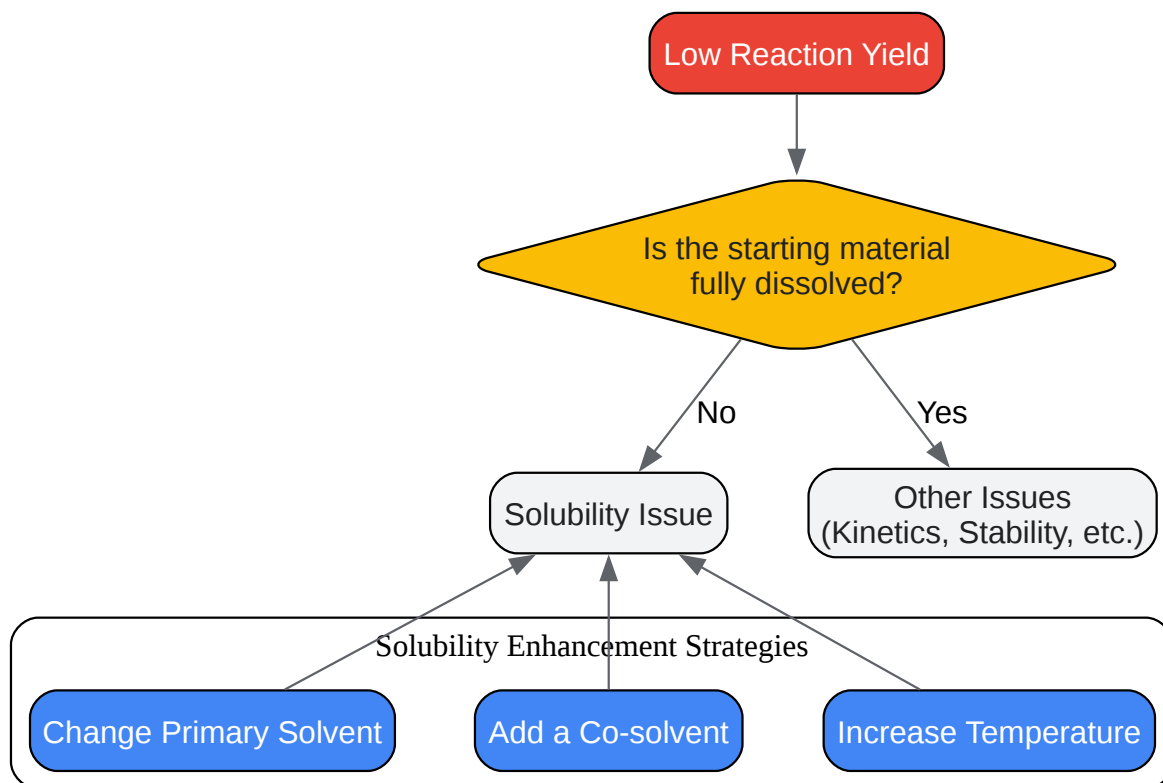 Low Reaction Yield
Is the starting material
fully dissolved?
No
Yes
Solubility Issue
Other Issues
(Kinetics, Stability, etc.)
Solubility Enhancement Strategies
Change Primary Solvent
Add a Co-solvent
Increase Temperature